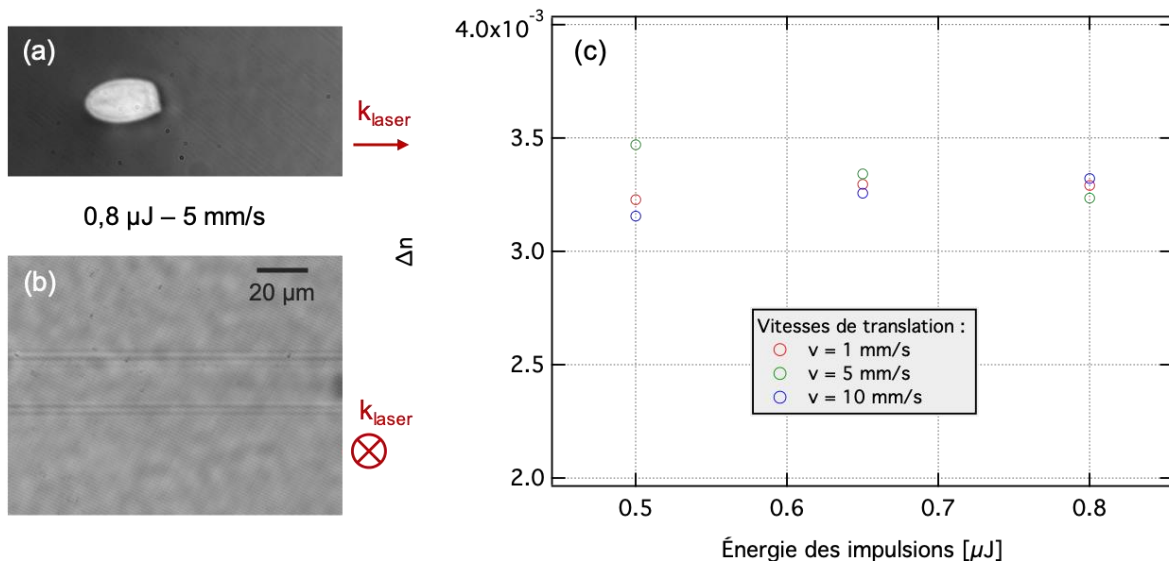 (a)
k_laser
0,8 µJ – 5 mm/s
(b)
20 µm
k_laser
(c)
4.0x10⁻³
3.5
3.0
2.5
2.0
Δn
Vitesses de translation :
v = 1 mm/s
v = 5 mm/s
v = 10 mm/s
0.5 0.6 0.7 0.8
Énergie des impulsions [µJ]